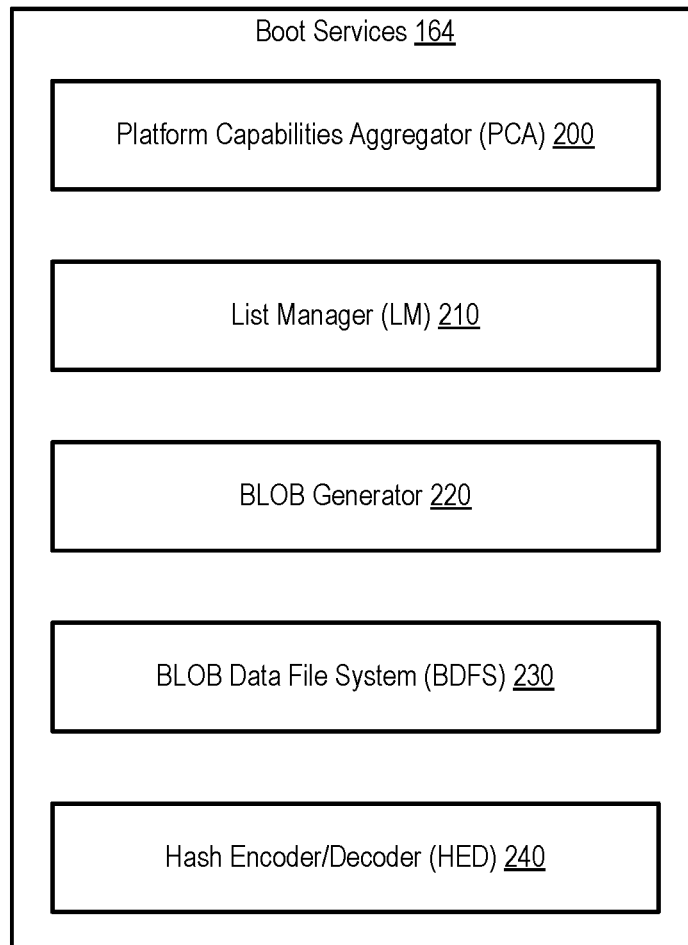 Boot Services 164
Platform Capabilities Aggregator (PCA) 200
List Manager (LM) 210
BLOB Generator 220
BLOB Data File System (BDFS) 230
Hash Encoder/Decoder (HED) 240